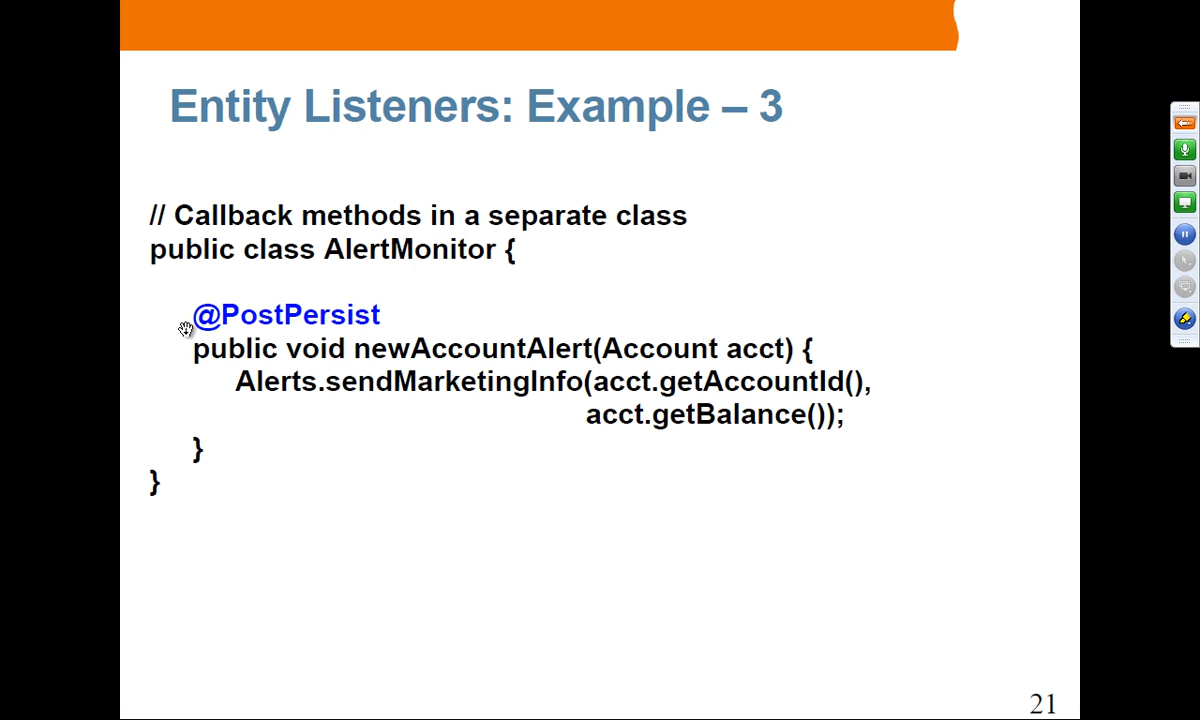 Entity Listeners: Example – 3
// Callback methods in a separate class
public class AlertMonitor {
@PostPersist
public void newAccountAlert(Account acct) {
Alerts.sendMarketingInfo(acct.getAccountId(),
acct.getBalance());
}
}
21